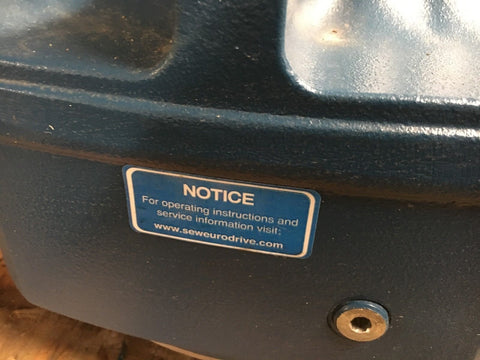 NOTICE
For operating instructions and
service information visit:
www.seweurodrive.com